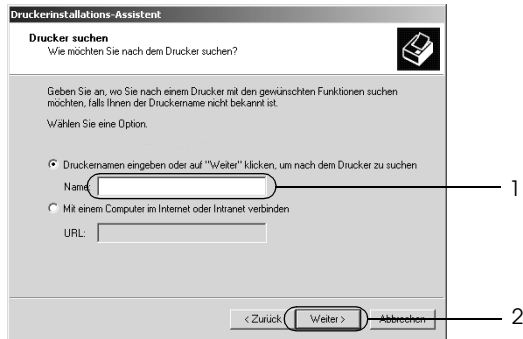 Druckerinstallations-Assistent
Drucker suchen
Wie möchten Sie nach dem Drucker suchen?
Geben Sie an, wo Sie nach einem Drucker mit den gewünschten Funktionen suchen
möchten, falls Ihnen der Druckername nicht bekannt ist.
Wählen Sie eine Option.
Druckernamen eingeben oder auf "Weiter" klicken, um nach dem Drucker zu suchen
Name:
1
Mit einem Computer im Internet oder Intranet verbinden
URL:
< Zurück Weiter > Abbrechen
2